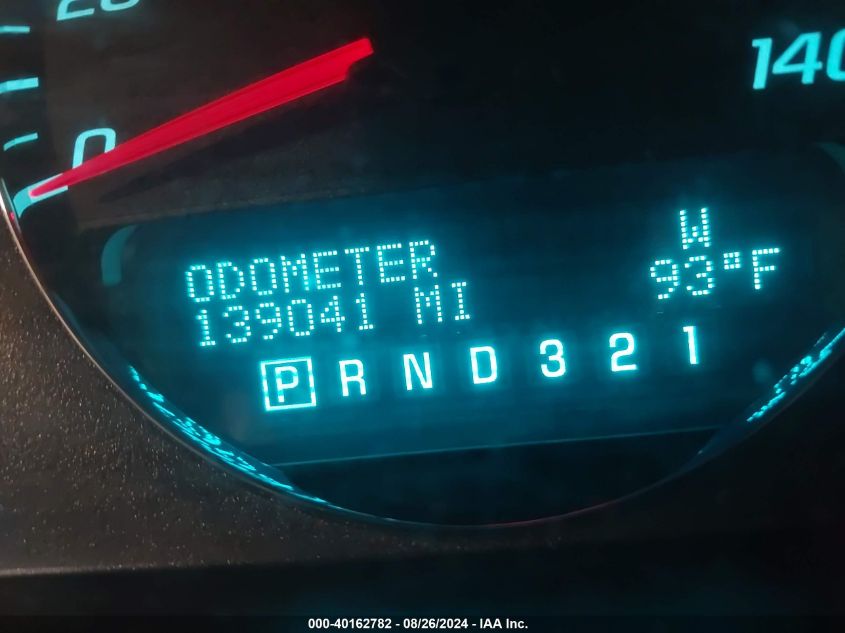 20
0
140
W
ODOMETER
93°F
139041 MI
P R N D 3 2 1
000-40162782 - 08/26/2024 - IAA Inc.